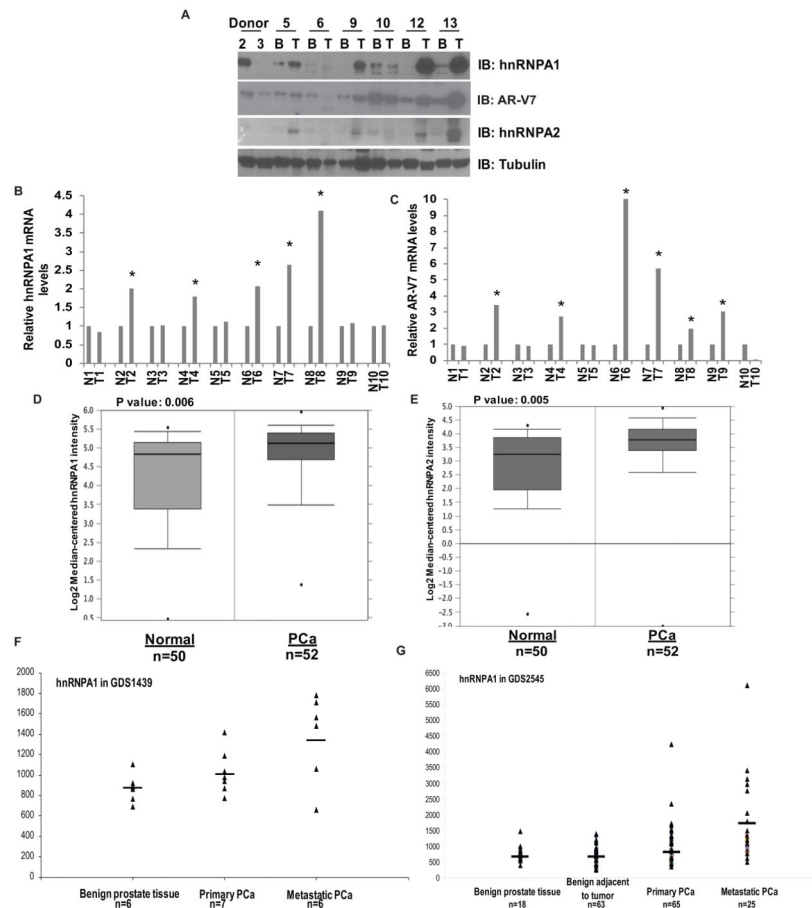 A
Donor 5 6 9 10 12 13
2 3 B T B T B T B T B T B T
IB: hnRNPA1
IB: AR-V7
IB: hnRNPA2
IB: Tubulin
B
Relative hnRNPA1 mRNA
levels
4.5
4
3.5
3
2.5
2
1.5
1
0.5
0
* * * * *
N1 T1 N2 T2 N3 T3 N4 T4 N5 T5 N6 T6 N7 T7 N8 T8 N9 T9 N10 T10
C
Relative AR-V7 mRNA levels
10
9
8
7
6
5
4
3
2
1
0
* * * * * *
N1 T1 N2 T2 N3 T3 N4 T4 N5 T5 N6 T6 N7 T7 N8 T8 N9 T9 N10 T10
D
P value: 0.006
Log2 Median-centered hnRNPA1 intensity
6.0
5.5
5.0
4.5
4.0
3.5
3.0
2.5
2.0
1.5
1.0
0.5
Normal PCa
n=50 n=52
E
P value: 0.005
Log2 Median-centered hnRNPA2 intensity
5.0
4.5
4.0
3.5
3.0
2.5
2.0
1.5
1.0
0.5
0.0
-0.5
-1.0
-1.5
-2.0
-2.5
-3.0
Normal PCa
n=50 n=52
F
hnRNPA1 in GDS1439
2000
1800
1600
1400
1200
1000
800
600
400
200
0
Benign prostate tissue Primary PCa Metastatic PCa
n=6 n=7 n=6
G
hnRNPA1 in GDS2545
6500
6000
5500
5000
4500
4000
3500
3000
2500
2000
1500
1000
500
0
Benign prostate tissue Benign adjacent to tumor Primary PCa Metastatic PCa
n=18 n=63 n=65 n=25